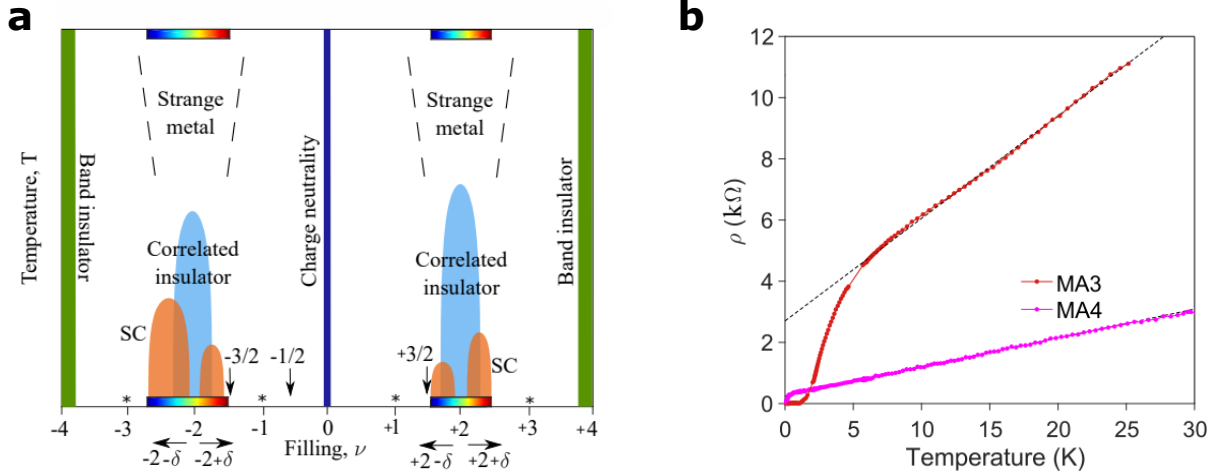 a
Strange
metal
Strange
metal
Temperature, T
Band insulator
Charge neutrality
Band insulator
Correlated
insulator
Correlated
insulator
SC
-3/2
-1/2
+3/2
SC
*
*
*
*
-4
-3
-2
-1
0
+1
+2
+3
+4
Filling, ν
-2-δ
-2+δ
+2-δ
+2+δ
b
12
10
8
6
4
2
0
ρ (kΩ)
MA3
MA4
0
5
10
15
20
25
30
Temperature (K)